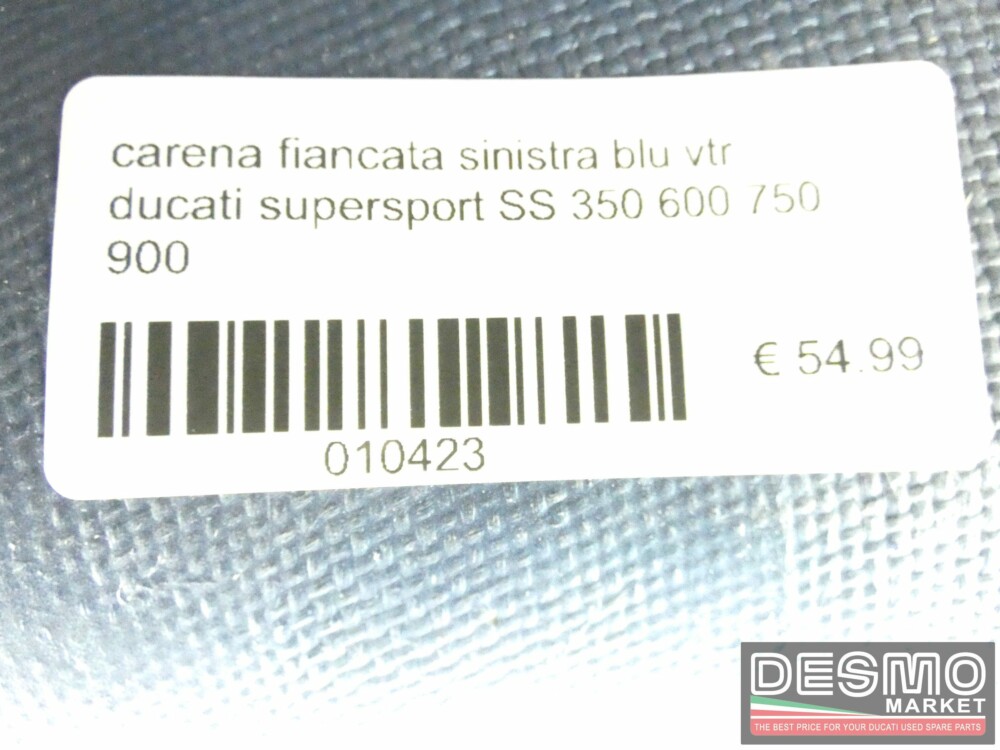 carena fiancata sinistra blu vtr
ducati supersport SS 350 600 750
900
€ 54.99
010423
DESMO
MARKET
THE BEST PRICE FOR YOUR DUCATI USED SPARE PARTS